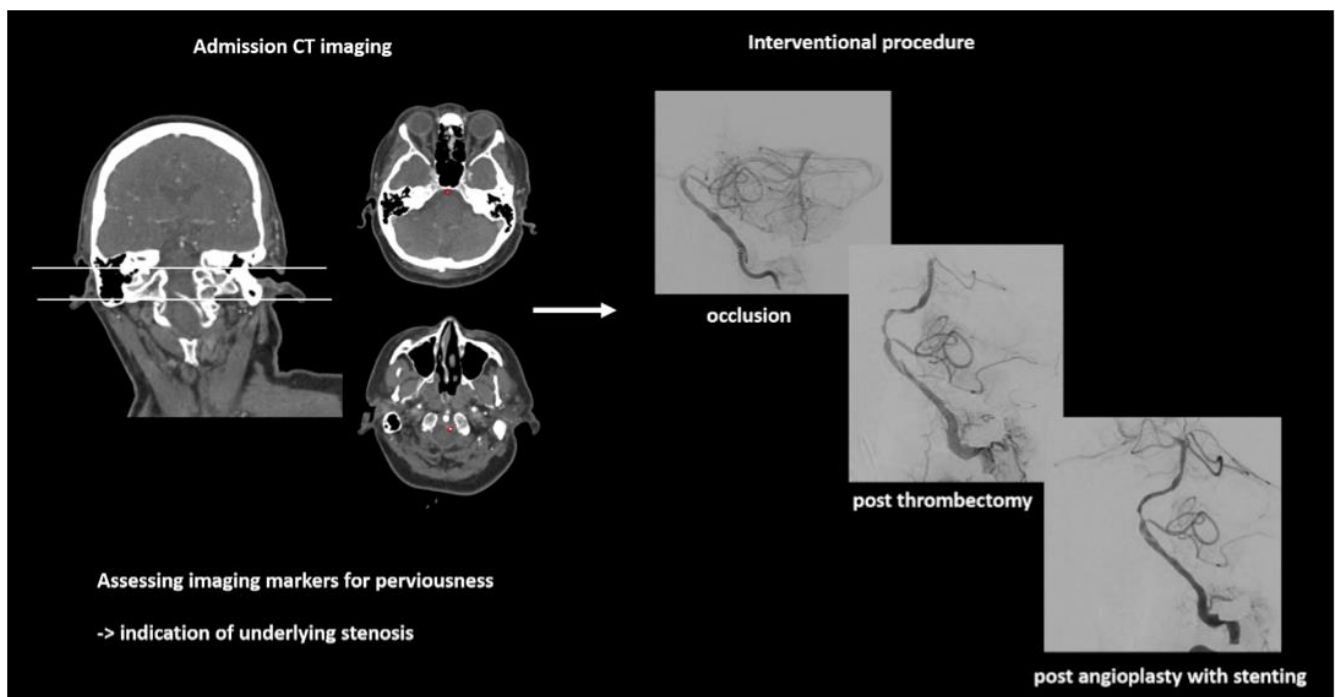 Admission CT imaging
Interventional procedure
occlusion
post thrombectomy
post angioplasty with stenting
Assessing imaging markers for perviousness
-> indication of underlying stenosis